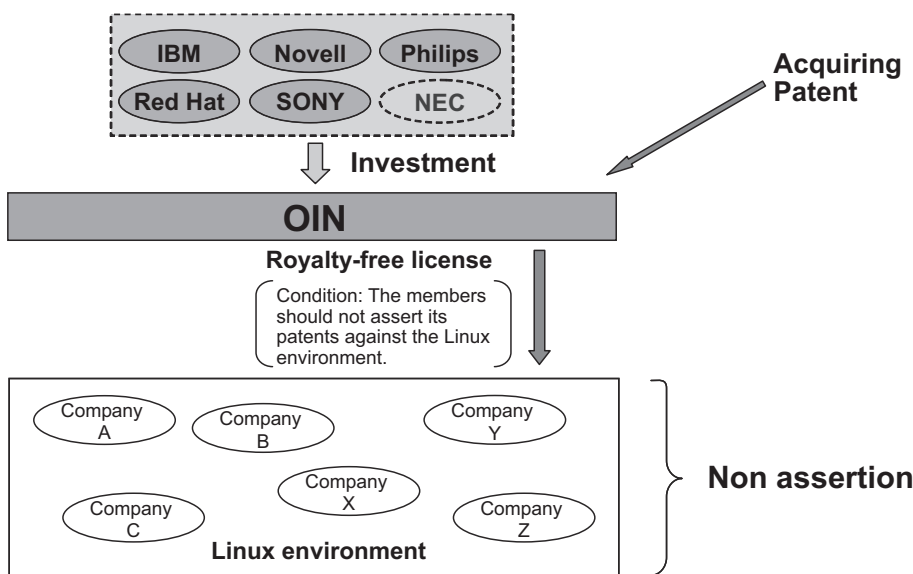 IBM Novell Philips
Red Hat SONY NEC
Acquiring
Patent
Investment
OIN
Royalty-free license
Condition: The members
should not assert its
patents against the Linux
environment.
Company
A
Company
B
Company
Y
Company
X
Company
C
Company
Z
Linux environment
Non assertion